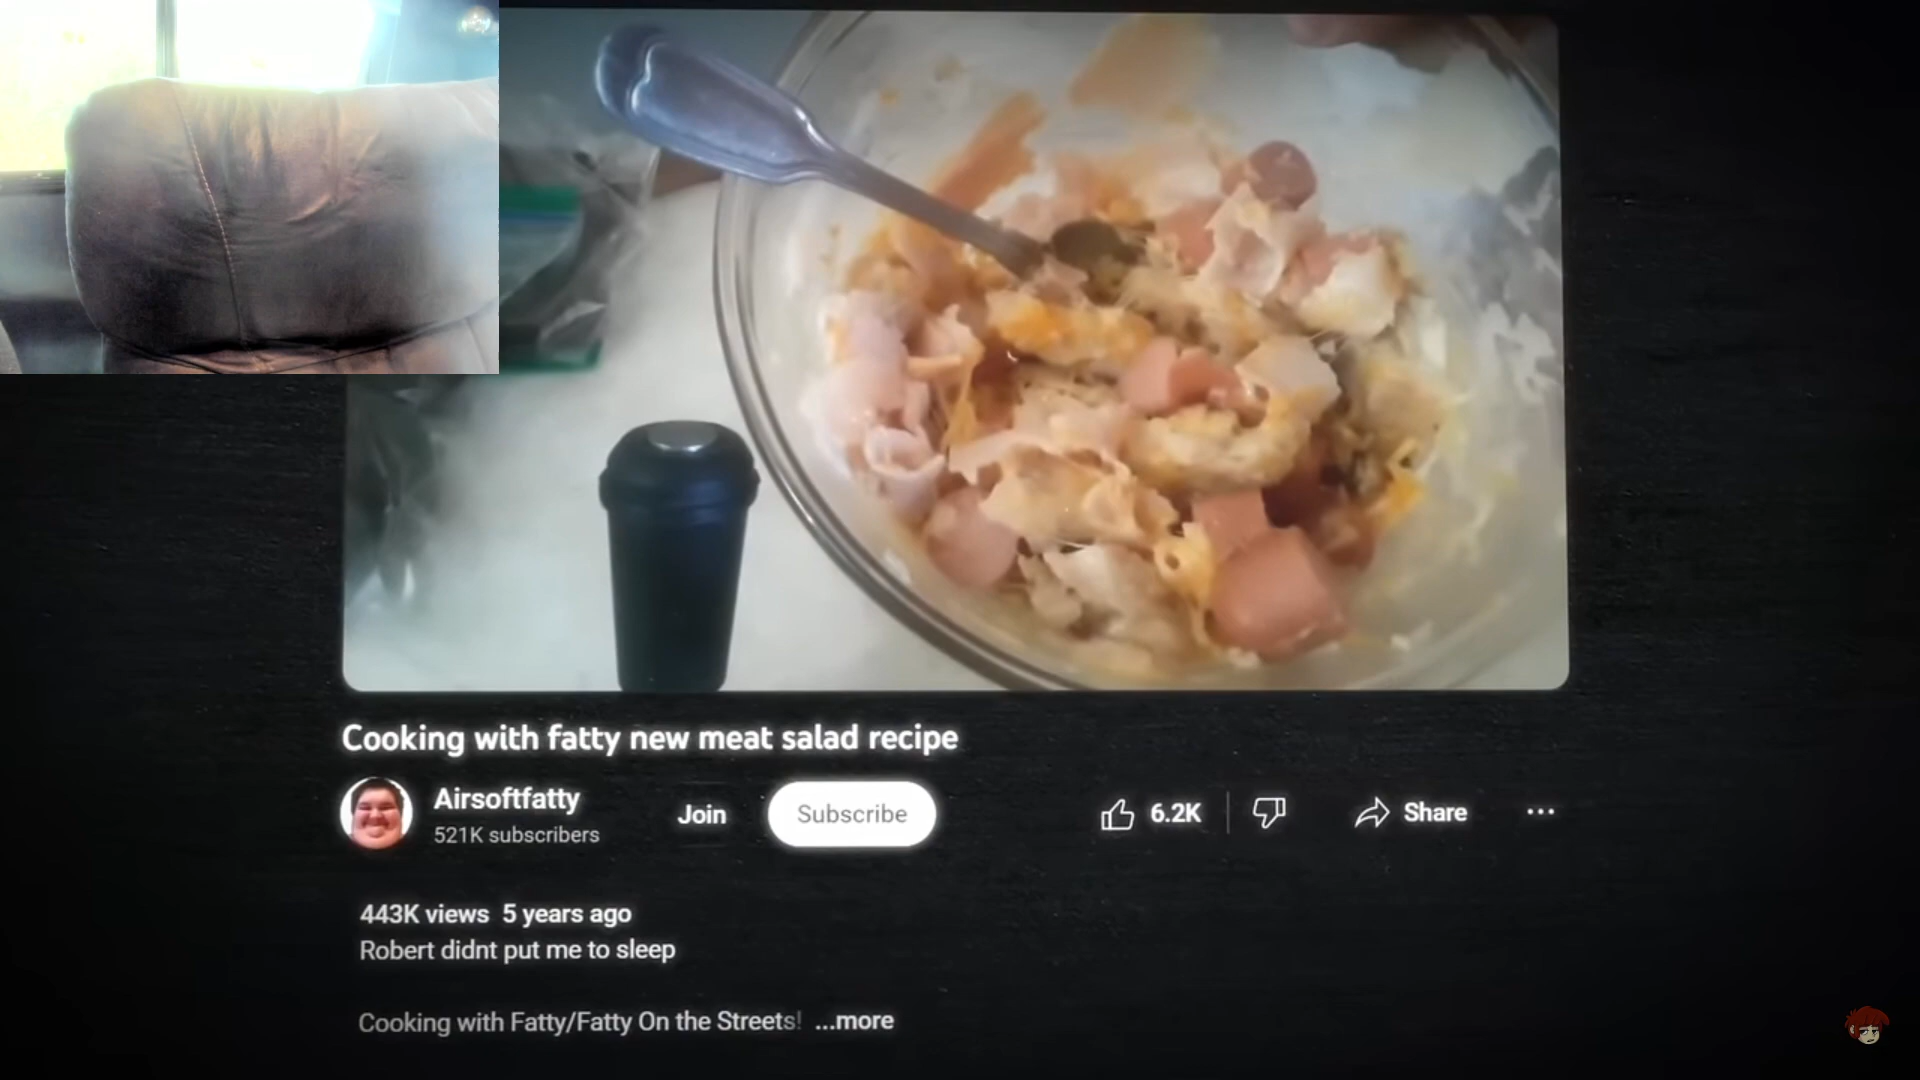 Cooking with fatty new meat salad recipe
Airsoftfatty
521K subscribers
Join
Subscribe
6.2K
Share
443K views 5 years ago
Robert didnt put me to sleep
Cooking with Fatty/Fatty On the Streets! ...more